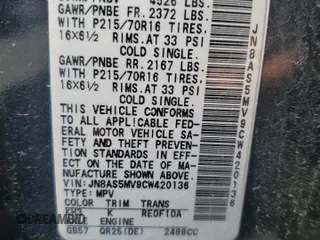 4526 LBS.
GAWR/PNBE FR. 2372 LBS.
WITH P215/70R16 TIRES,
16X6½ RIMS.AT 33 PSI
COLD SINGLE.
GAWR/PNBE RR. 2167 LBS.
WITH P215/70R16 TIRES,
16X6½ RIMS.AT 33 PSI
COLD SINGLE.
THIS VEHICLE CONFORMS
TO ALL APPLICABLE FED-
ERAL MOTOR VEHICLE SA-
FETY AND THEFT PREVEN-
TION STANDARDS IN EFF-
ECT ON THE DATE OF MA-
NUFACTURE SHOWN ABOVE.
VIN: JN8AS5MV9CW420136
TYPE: MPV
COLOR TRIM TRANS
K RE0F10A
ENGINE
GB57 QR25(DE) 2488CC
JN8AS5MV9CW420136